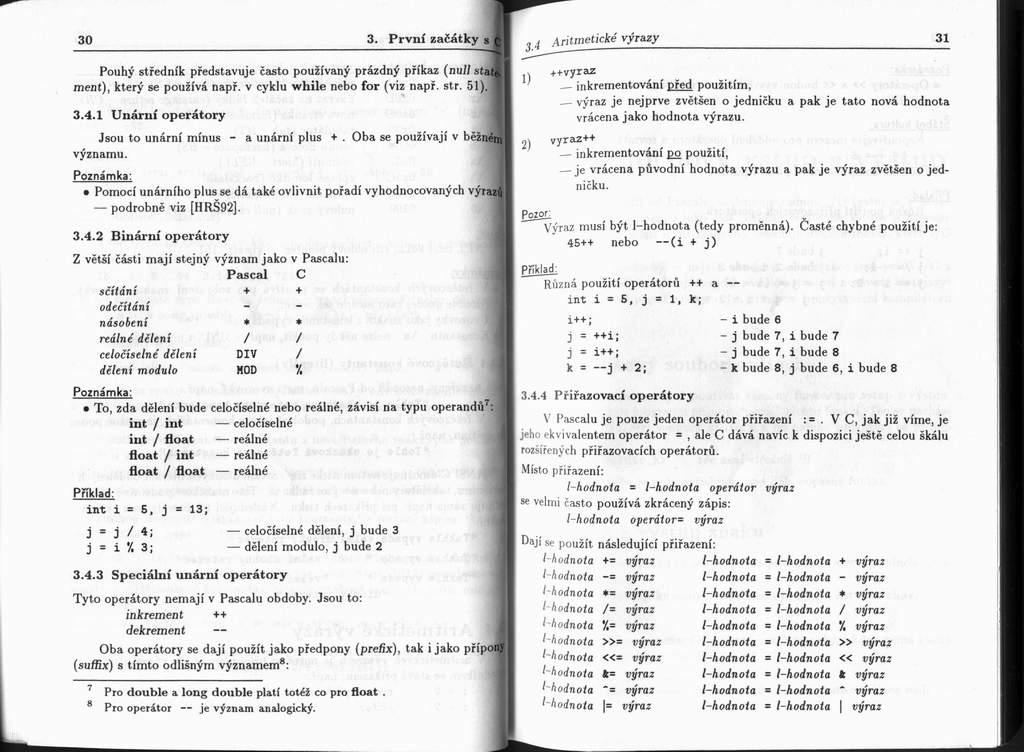 30 3. První začátky s C
Pouhý středník představuje často používaný prázdný příkaz (null state-
ment), který se používá např. v cyklu while nebo for (viz např. str. 51).
3.4.1 Unární operátory
Jsou to unární mínus - a unární plus + . Oba se používají v běžném
významu.
Poznámka:
• Pomocí unárního plus se dá také ovlivnit pořadí vyhodnocovaných výrazů
— podrobně viz [HRŠ92].
3.4.2 Binární operátory
Z větší části mají stejný význam jako v Pascalu:
Pascal C
sčítání + +
odečítání - -
násobení * *
reálné dělení / /
celočíselné dělení DIV /
dělení modulo MOD %
Poznámka:
• To, zda dělení bude celočíselné nebo reálné, závisí na typu operandů⁷:
int / int — celočíselné
int / float — reálné
float / int — reálné
float / float — reálné
Příklad:
int i = 5, j = 13;
j = j / 4; — celočíselné dělení, j bude 3
j = i % 3; — dělení modulo, j bude 2
3.4.3 Speciální unární operátory
Tyto operátory nemají v Pascalu obdoby. Jsou to:
inkrement ++
dekrement --
Oba operátory se dají použít jako předpony (prefix), tak i jako přípony
(suffix) s tímto odlišným významem⁸:
⁷ Pro double a long double platí totéž co pro float .
⁸ Pro operátor -- je význam analogický.
3.4 Aritmetické výrazy 31
1) ++vyraz
— inkrementování před použitím,
— výraz je nejprve zvětšen o jedničku a pak je tato nová hodnota
vrácena jako hodnota výrazu.
2) vyraz++
— inkrementování po použití,
— je vrácena původní hodnota výrazu a pak je výraz zvětšen o jed-
ničku.
Pozor:
Výraz musí být l-hodnota (tedy proměnná). Časté chybné použití je:
45++ nebo --(i + j)
Příklad:
Různá použití operátorů ++ a --
int i = 5, j = 1, k;
i++; - i bude 6
j = ++i; - j bude 7, i bude 7
j = i++; - j bude 7, i bude 8
k = --j + 2; - k bude 8, j bude 6, i bude 8
3.4.4 Přiřazovací operátory
V Pascalu je pouze jeden operátor přiřazení := . V C, jak již víme, je
jeho ekvivalentem operátor = , ale C dává navíc k dispozici ještě celou škálu
rozšířených přiřazovacích operátorů.
Místo přiřazení:
l-hodnota = l-hodnota operátor výraz
se velmi často používá zkrácený zápis:
l-hodnota operátor= výraz
Dají se použít následující přiřazení:
l-hodnota += výraz l-hodnota = l-hodnota + výraz
l-hodnota -= výraz l-hodnota = l-hodnota - výraz
l-hodnota *= výraz l-hodnota = l-hodnota * výraz
l-hodnota /= výraz l-hodnota = l-hodnota / výraz
l-hodnota %= výraz l-hodnota = l-hodnota % výraz
l-hodnota >>= výraz l-hodnota = l-hodnota >> výraz
l-hodnota <<= výraz l-hodnota = l-hodnota << výraz
l-hodnota &= výraz l-hodnota = l-hodnota & výraz
l-hodnota ^= výraz l-hodnota = l-hodnota ^ výraz
l-hodnota |= výraz l-hodnota = l-hodnota | výraz